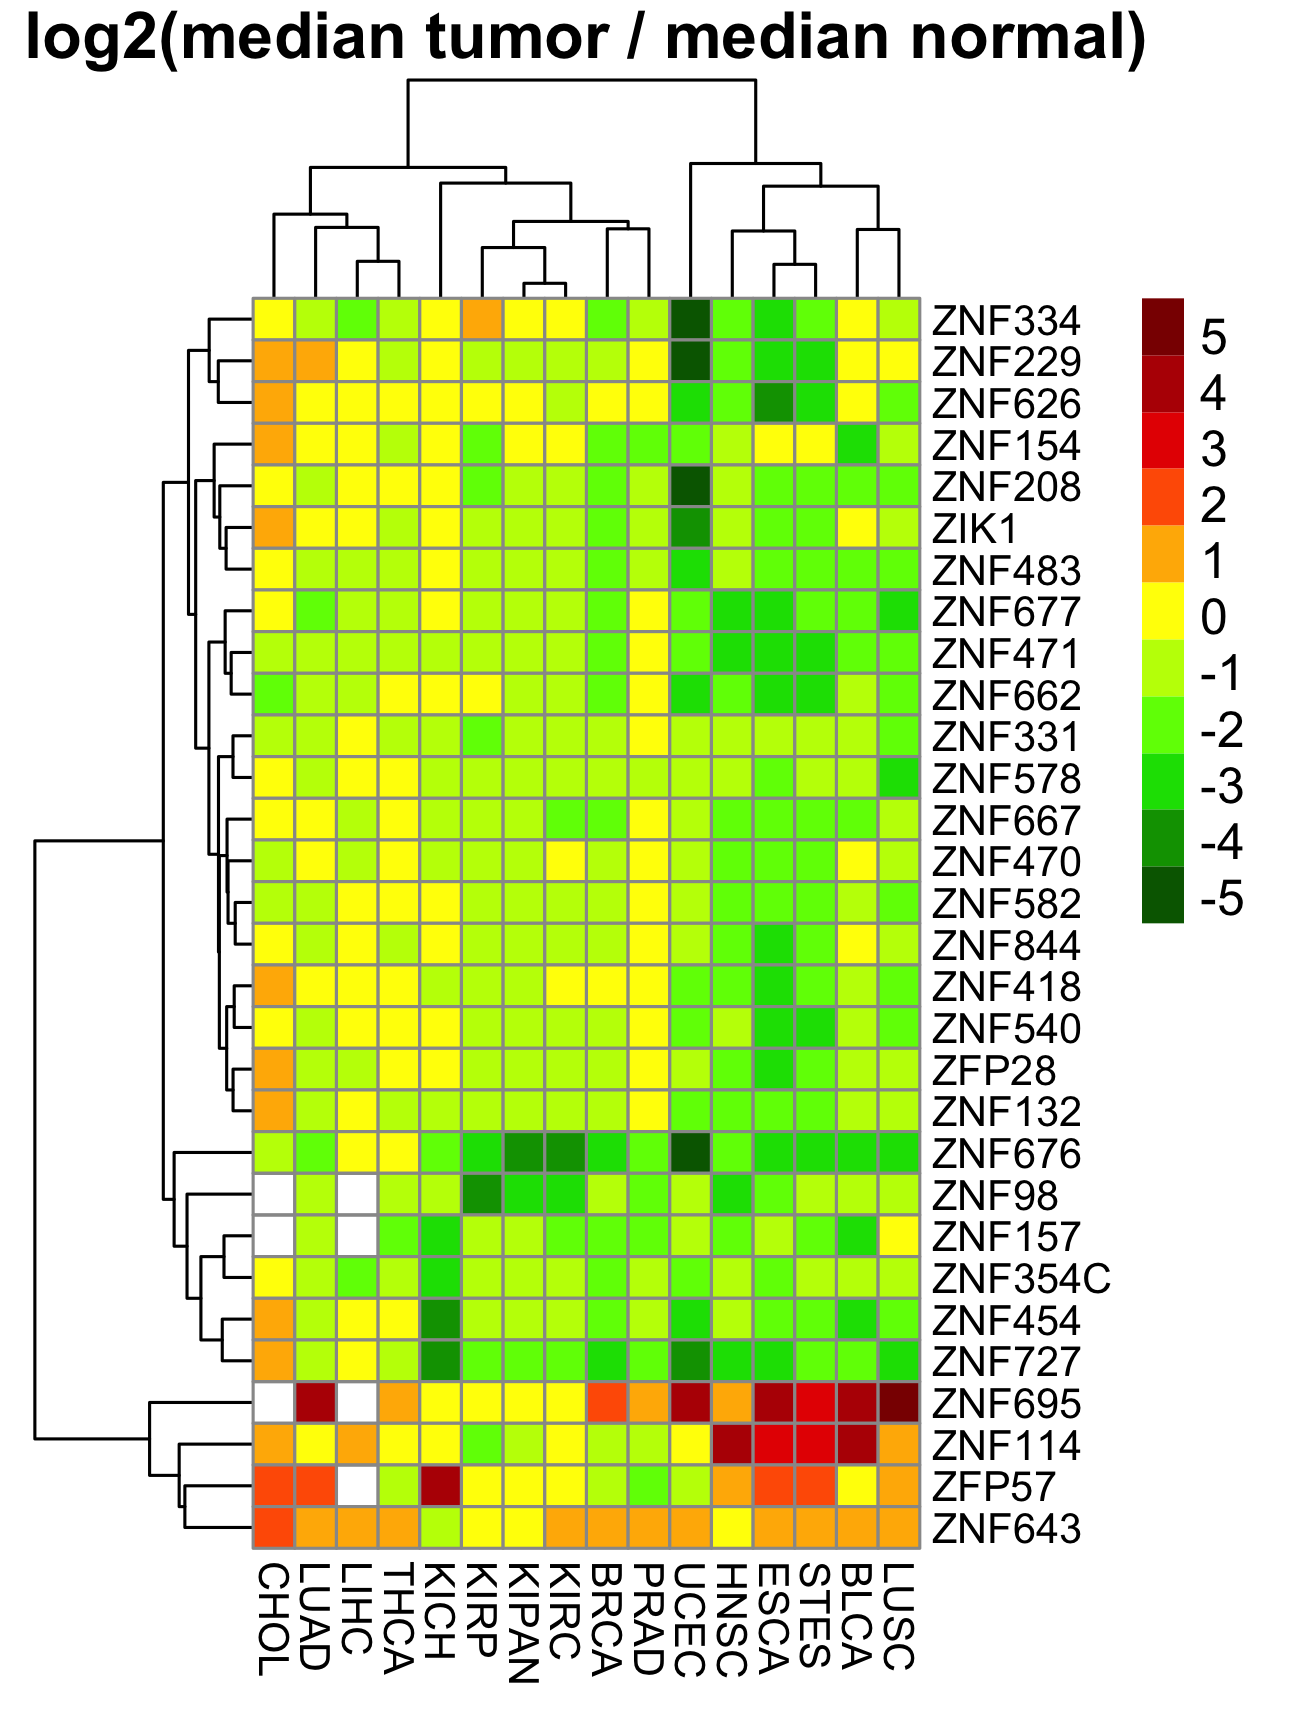 log2(median tumor / median normal)
ZNF334
ZNF229
ZNF626
ZNF154
ZNF208
ZIK1
ZNF483
ZNF677
ZNF471
ZNF662
ZNF331
ZNF578
ZNF667
ZNF470
ZNF582
ZNF844
ZNF418
ZNF540
ZFP28
ZNF132
ZNF676
ZNF98
ZNF157
ZNF354C
ZNF454
ZNF727
ZNF695
ZNF114
ZFP57
ZNF643
5
4
3
2
1
0
-1
-2
-3
-4
-5
CHOL
LUAD
LIHC
THCA
KICH
KIRP
KIPAN
KIRC
BRCA
PRAD
UCEC
HNSC
ESCA
STES
BLCA
LUSC